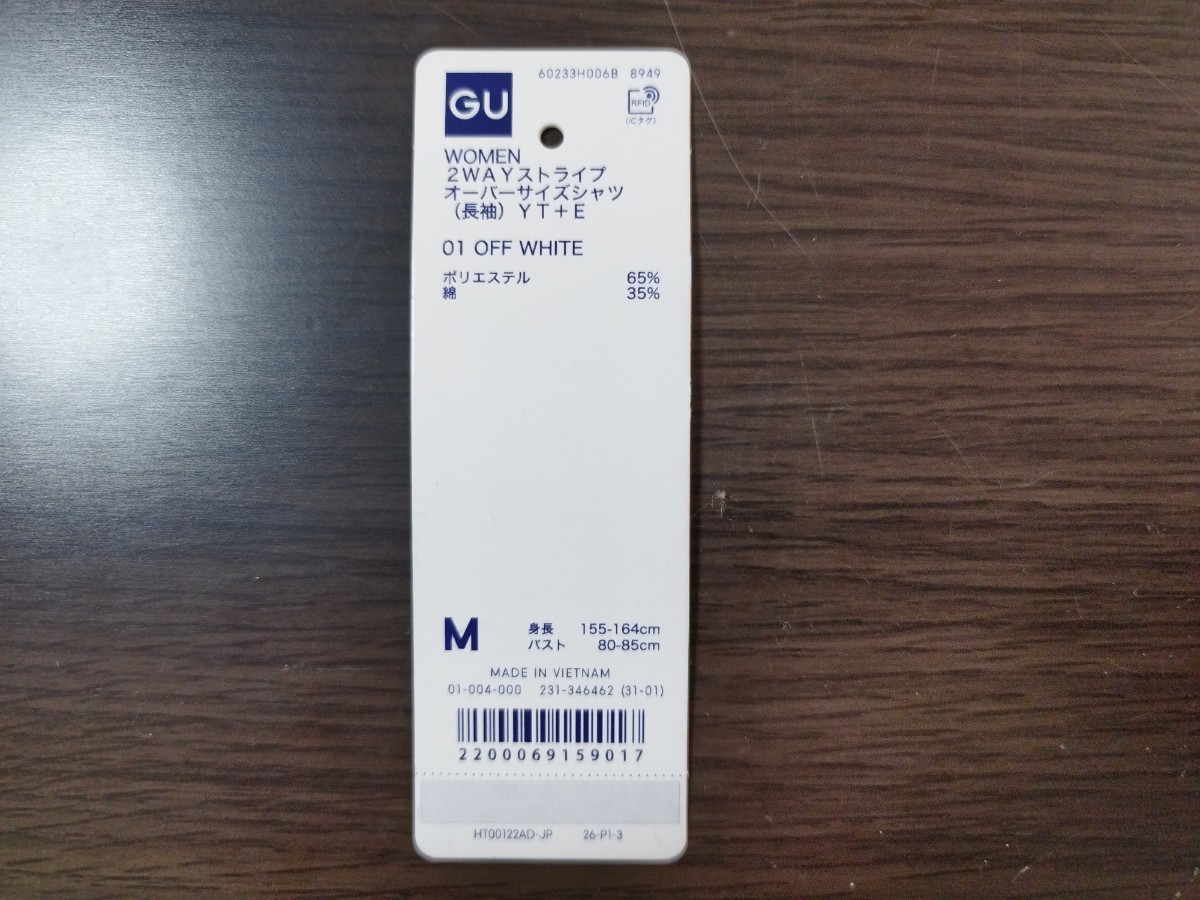 60233H006B 8949
GU
RFID
(ICタグ)
WOMEN
2WAYストライプ
オーバーサイズシャツ
(長袖)YT+E
01 OFF WHITE
ポリエステル 65%
綿 35%
M
身長 155-164cm
バスト 80-85cm
MADE IN VIETNAM
01-004-000 231-346462 (31-01)
2200069159017
HT00122AD-JP 26-P1-3